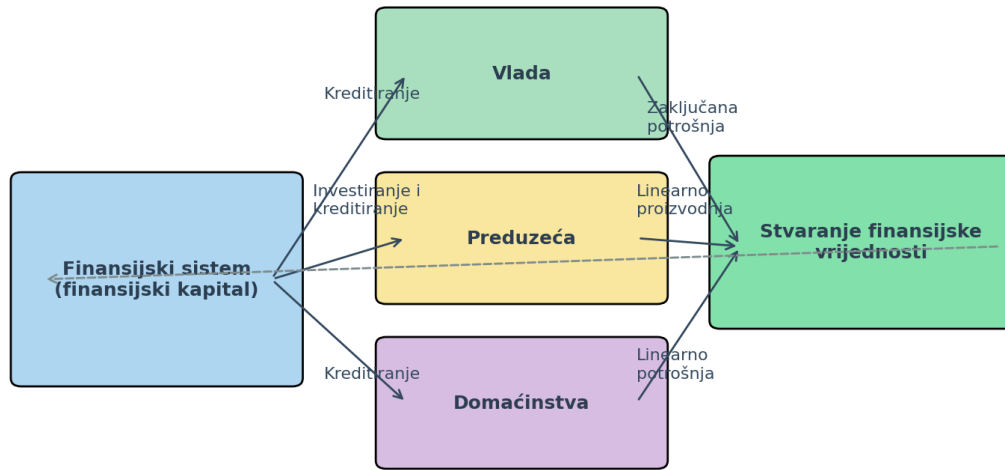 Vlada
Kreditiranje
Zaključana
potrošnja
Investiranje i
kreditiranje
Linearno
proizvodnja
Preduzeća
Stvaranje finansijske
vrijednosti
Finansijski sistem
(finansijski kapital)
Kreditiranje
Linearno
potrošnja
Domaćinstva